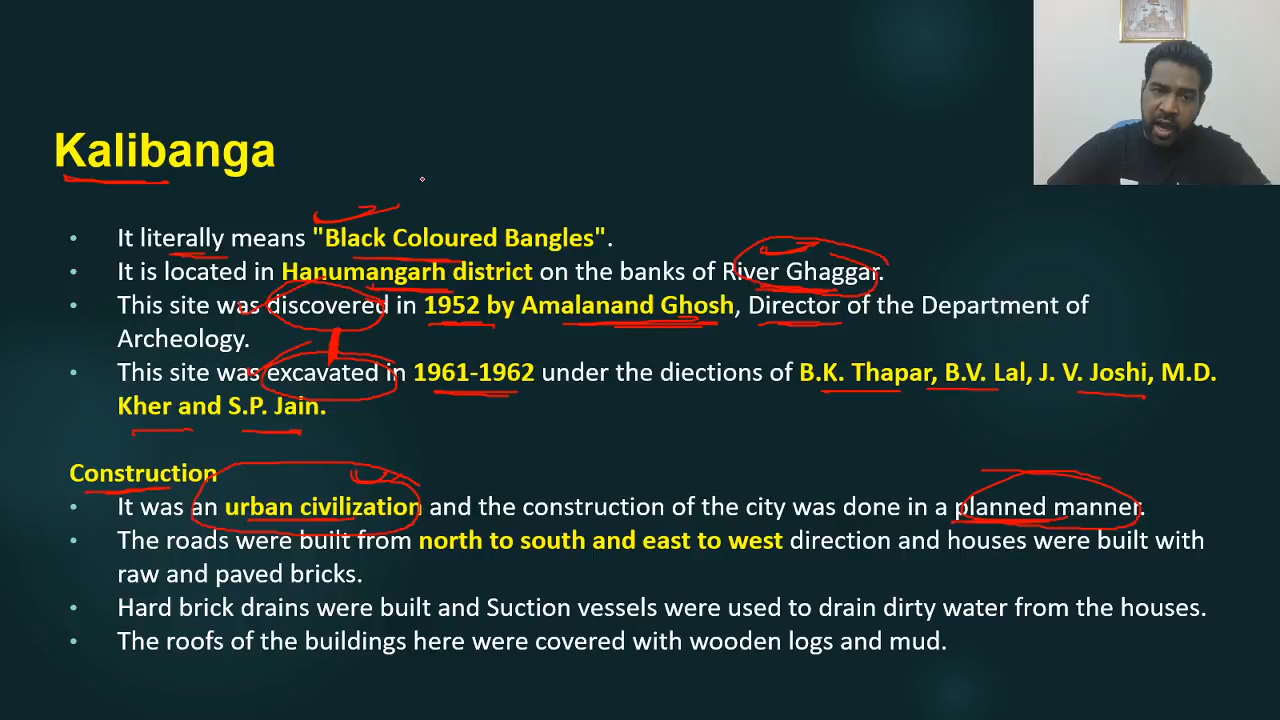 Kalibanga
• It literally means "Black Coloured Bangles".
• It is located in Hanumangarh district on the banks of River Ghaggar.
• This site was discovered in 1952 by Amalanand Ghosh, Director of the Department of
Archeology.
• This site was excavated in 1961-1962 under the diections of B.K. Thapar, B.V. Lal, J. V. Joshi, M.D.
Kher and S.P. Jain.
Construction
• It was an urban civilization and the construction of the city was done in a planned manner.
• The roads were built from north to south and east to west direction and houses were built with
raw and paved bricks.
• Hard brick drains were built and Suction vessels were used to drain dirty water from the houses.
• The roofs of the buildings here were covered with wooden logs and mud.